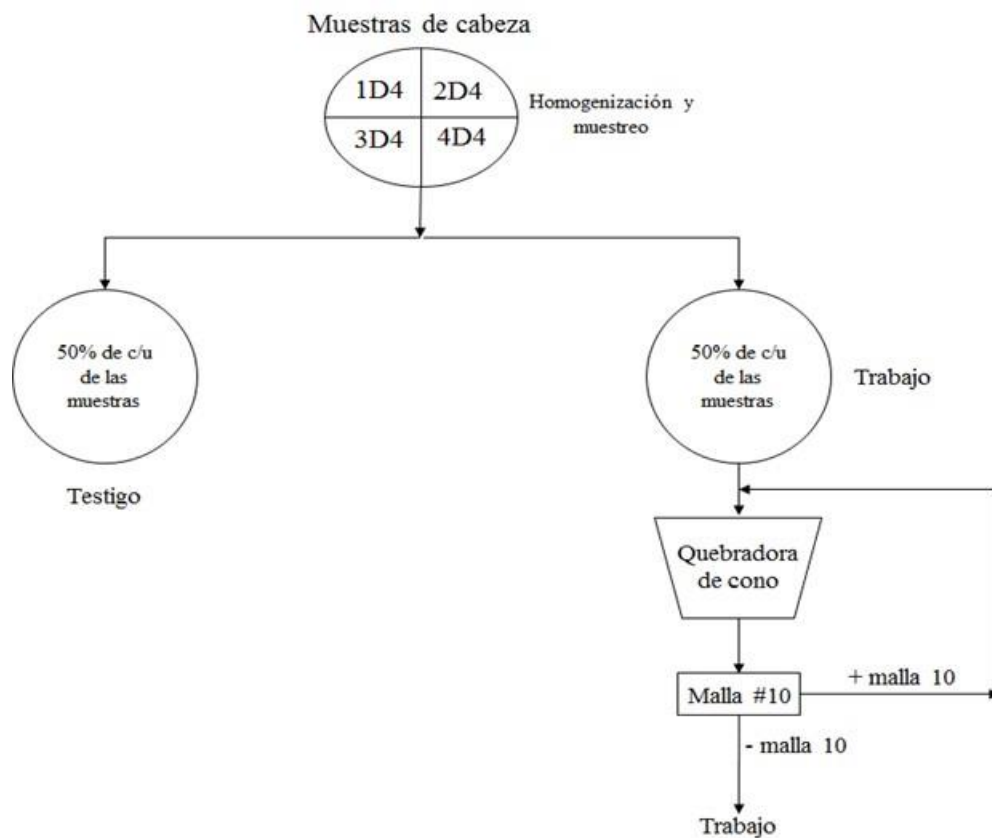 Muestras de cabeza
1D4 2D4
3D4 4D4
Homogenización y
muestreo
50% de c/u
de las
muestras
Testigo
50% de c/u
de las
muestras
Trabajo
Quebradora
de cono
Malla #10
+ malla 10
- malla 10
Trabajo